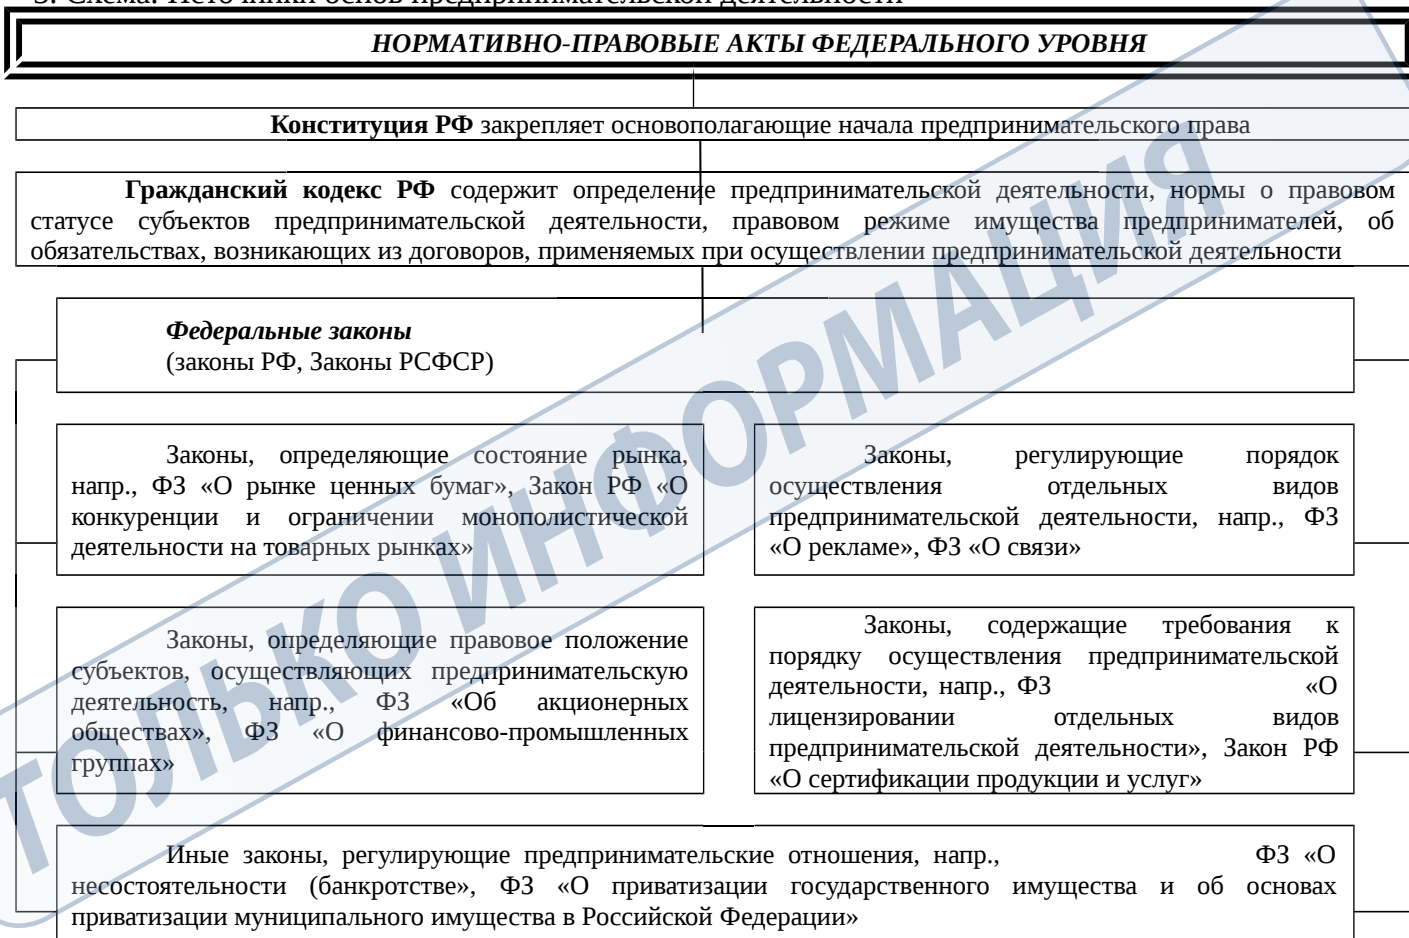 3. Схема. Источники основ предпринимательской деятельности
НОРМАТИВНО-ПРАВОВЫЕ АКТЫ ФЕДЕРАЛЬНОГО УРОВНЯ
Конституция РФ закрепляет основополагающие начала предпринимательского права
Гражданский кодекс РФ содержит определение предпринимательской деятельности, нормы о правовом
статусе субъектов предпринимательской деятельности, правовом режиме имущества предпринимателей, об
обязательствах, возникающих из договоров, применяемых при осуществлении предпринимательской деятельности
Федеральные законы
(законы РФ, Законы РСФСР)
Законы, определяющие состояние рынка,
напр., ФЗ «О рынке ценных бумаг», Закон РФ «О
конкуренции и ограничении монополистической
деятельности на товарных рынках»
Законы, регулирующие порядок
осуществления отдельных видов
предпринимательской деятельности, напр., ФЗ
«О рекламе», ФЗ «О связи»
Законы, определяющие правовое положение
субъектов, осуществляющих предпринимательскую
деятельность, напр., ФЗ «Об акционерных
обществах», ФЗ «О финансово-промышленных
группах»
Законы, содержащие требования к
порядку осуществления предпринимательской
деятельности, напр., ФЗ «О
лицензировании отдельных видов
предпринимательской деятельности», Закон РФ
«О сертификации продукции и услуг»
Иные законы, регулирующие предпринимательские отношения, напр., ФЗ «О
несостоятельности (банкротстве», ФЗ «О приватизации государственного имущества и об основах
приватизации муниципального имущества в Российской Федерации»
ТОЛЬКО ИНФОРМАЦИЯ